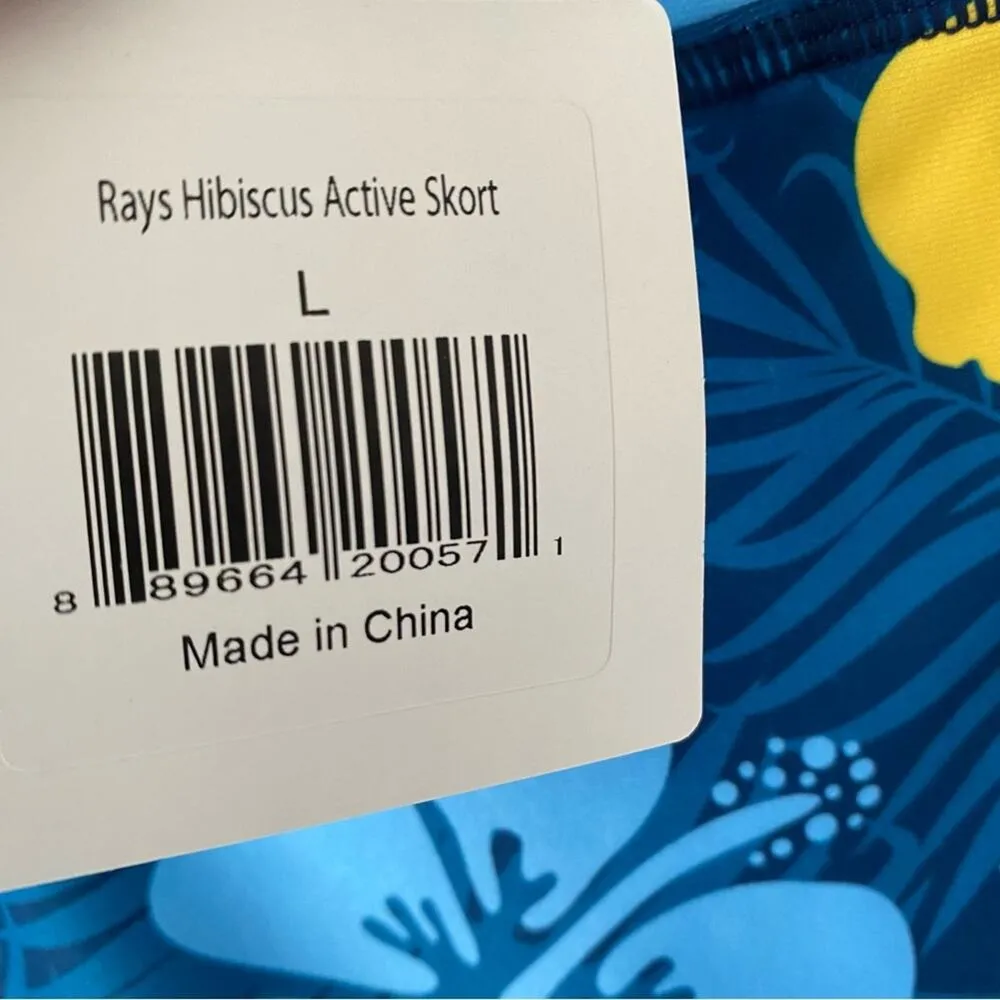 Rays Hibiscus Active Skort
L
8 89664 20057 1
Made in China